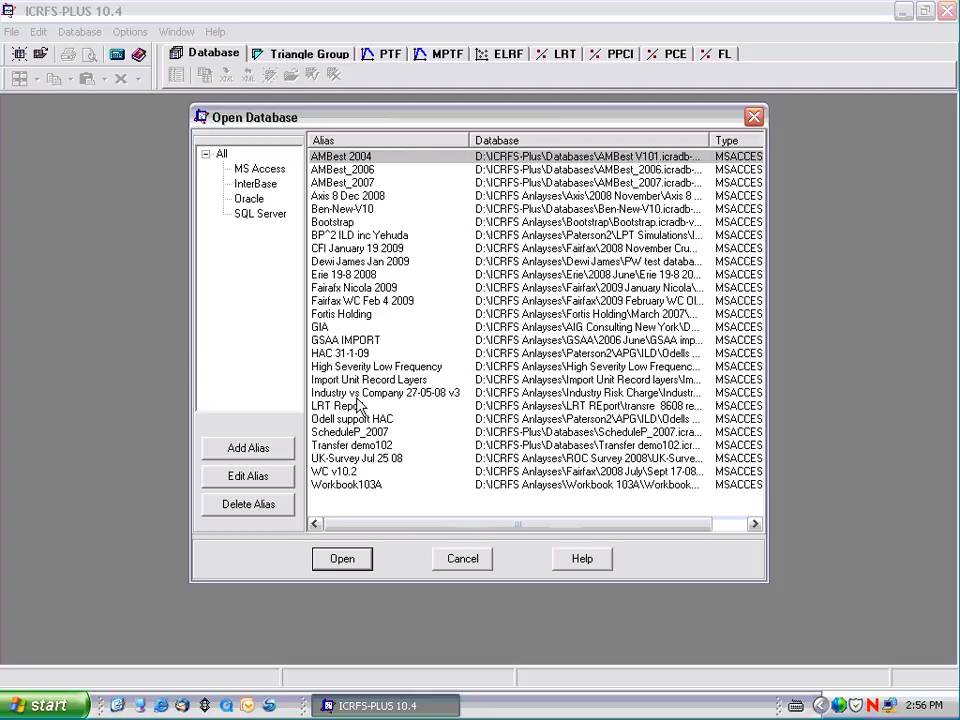 ICRFS-PLUS 10.4
File Edit Database Options Window Help
Database Triangle Group PTF MPTF ELRF LRT PPCI PCE FL
Open Database
All
MS Access
InterBase
Oracle
SQL Server
Add Alias
Edit Alias
Delete Alias
Alias Database Type
AMBest 2004 D:\ICRFS-Plus\Databases\AMBest V101.icradb-... MSACCES
AMBest_2006 D:\ICRFS-Plus\Databases\AMBest_2006.icradb-... MSACCES
AMBest_2007 D:\ICRFS-Plus\Databases\AMBest_2007.icradb-... MSACCES
Axis 8 Dec 2008 D:\ICRFS Anlayses\Axis\2008 November\Axis 8 ... MSACCES
Ben-New-V10 D:\ICRFS-Plus\Databases\Ben-New-V10.icradb-... MSACCES
Bootstrap D:\ICRFS Anlayses\Bootstrap\Bootstrap.icradb-v... MSACCES
BP^2 ILD inc Yehuda D:\ICRFS Anlayses\Paterson2\LPT Simulations\I... MSACCES
CFI January 19 2009 D:\ICRFS Anlayses\Fairfax\2008 November Cru... MSACCES
Dewi James Jan 2009 D:\ICRFS Anlayses\Dewi James\PW test databa... MSACCES
Erie 19-8 2008 D:\ICRFS Anlayses\Erie\2008 June\Erie 19-8 20... MSACCES
Fairafx Nicola 2009 D:\ICRFS Anlayses\Fairfax\2009 January Nicola\... MSACCES
Fairfax WC Feb 4 2009 D:\ICRFS Anlayses\Fairfax\2009 February WC Ol... MSACCES
Fortis Holding D:\ICRFS Anlayses\Fortis Holding\March 2007\... MSACCES
GIA D:\ICRFS Anlayses\AIG Consulting New York\D... MSACCES
GSAA IMPORT D:\ICRFS Anlayses\GSAA\2006 June\GSAA imp... MSACCES
HAC 31-1-09 D:\ICRFS Anlayses\Paterson2\APG\ILD\Odells ... MSACCES
High Severity Low Frequency D:\ICRFS Anlayses\High Severity Low Frequenc... MSACCES
Import Unit Record Layers D:\ICRFS Anlayses\Import Unit Record layers\Im... MSACCES
Industry vs Company 27-05-08 v3 D:\ICRFS Anlayses\Industry Risk Charge\Industr... MSACCES
LRT D:\ICRFS Anlayses\LRT REport\transre 8608 re... MSACCES
Odell support HAC D:\ICRFS Anlayses\Paterson2\APG\ILD\Odells ... MSACCES
ScheduleP_2007 D:\ICRFS-Plus\Databases\ScheduleP_2007.icra... MSACCES
Transfer demo102 D:\ICRFS-Plus\Databases\Transfer demo102.icr... MSACCES
UK-Survey Jul 25 08 D:\ICRFS Anlayses\ROC Survey 2008\UK-Surve... MSACCES
WC v10.2 D:\ICRFS Anlayses\Fairfax\2008 July\Sept 17-08... MSACCES
Workbook103A D:\ICRFS Anlayses\Workbook 103A\Workbook... MSACCES
Open Cancel Help
start ICRFS-PLUS 10.4 2:56 PM